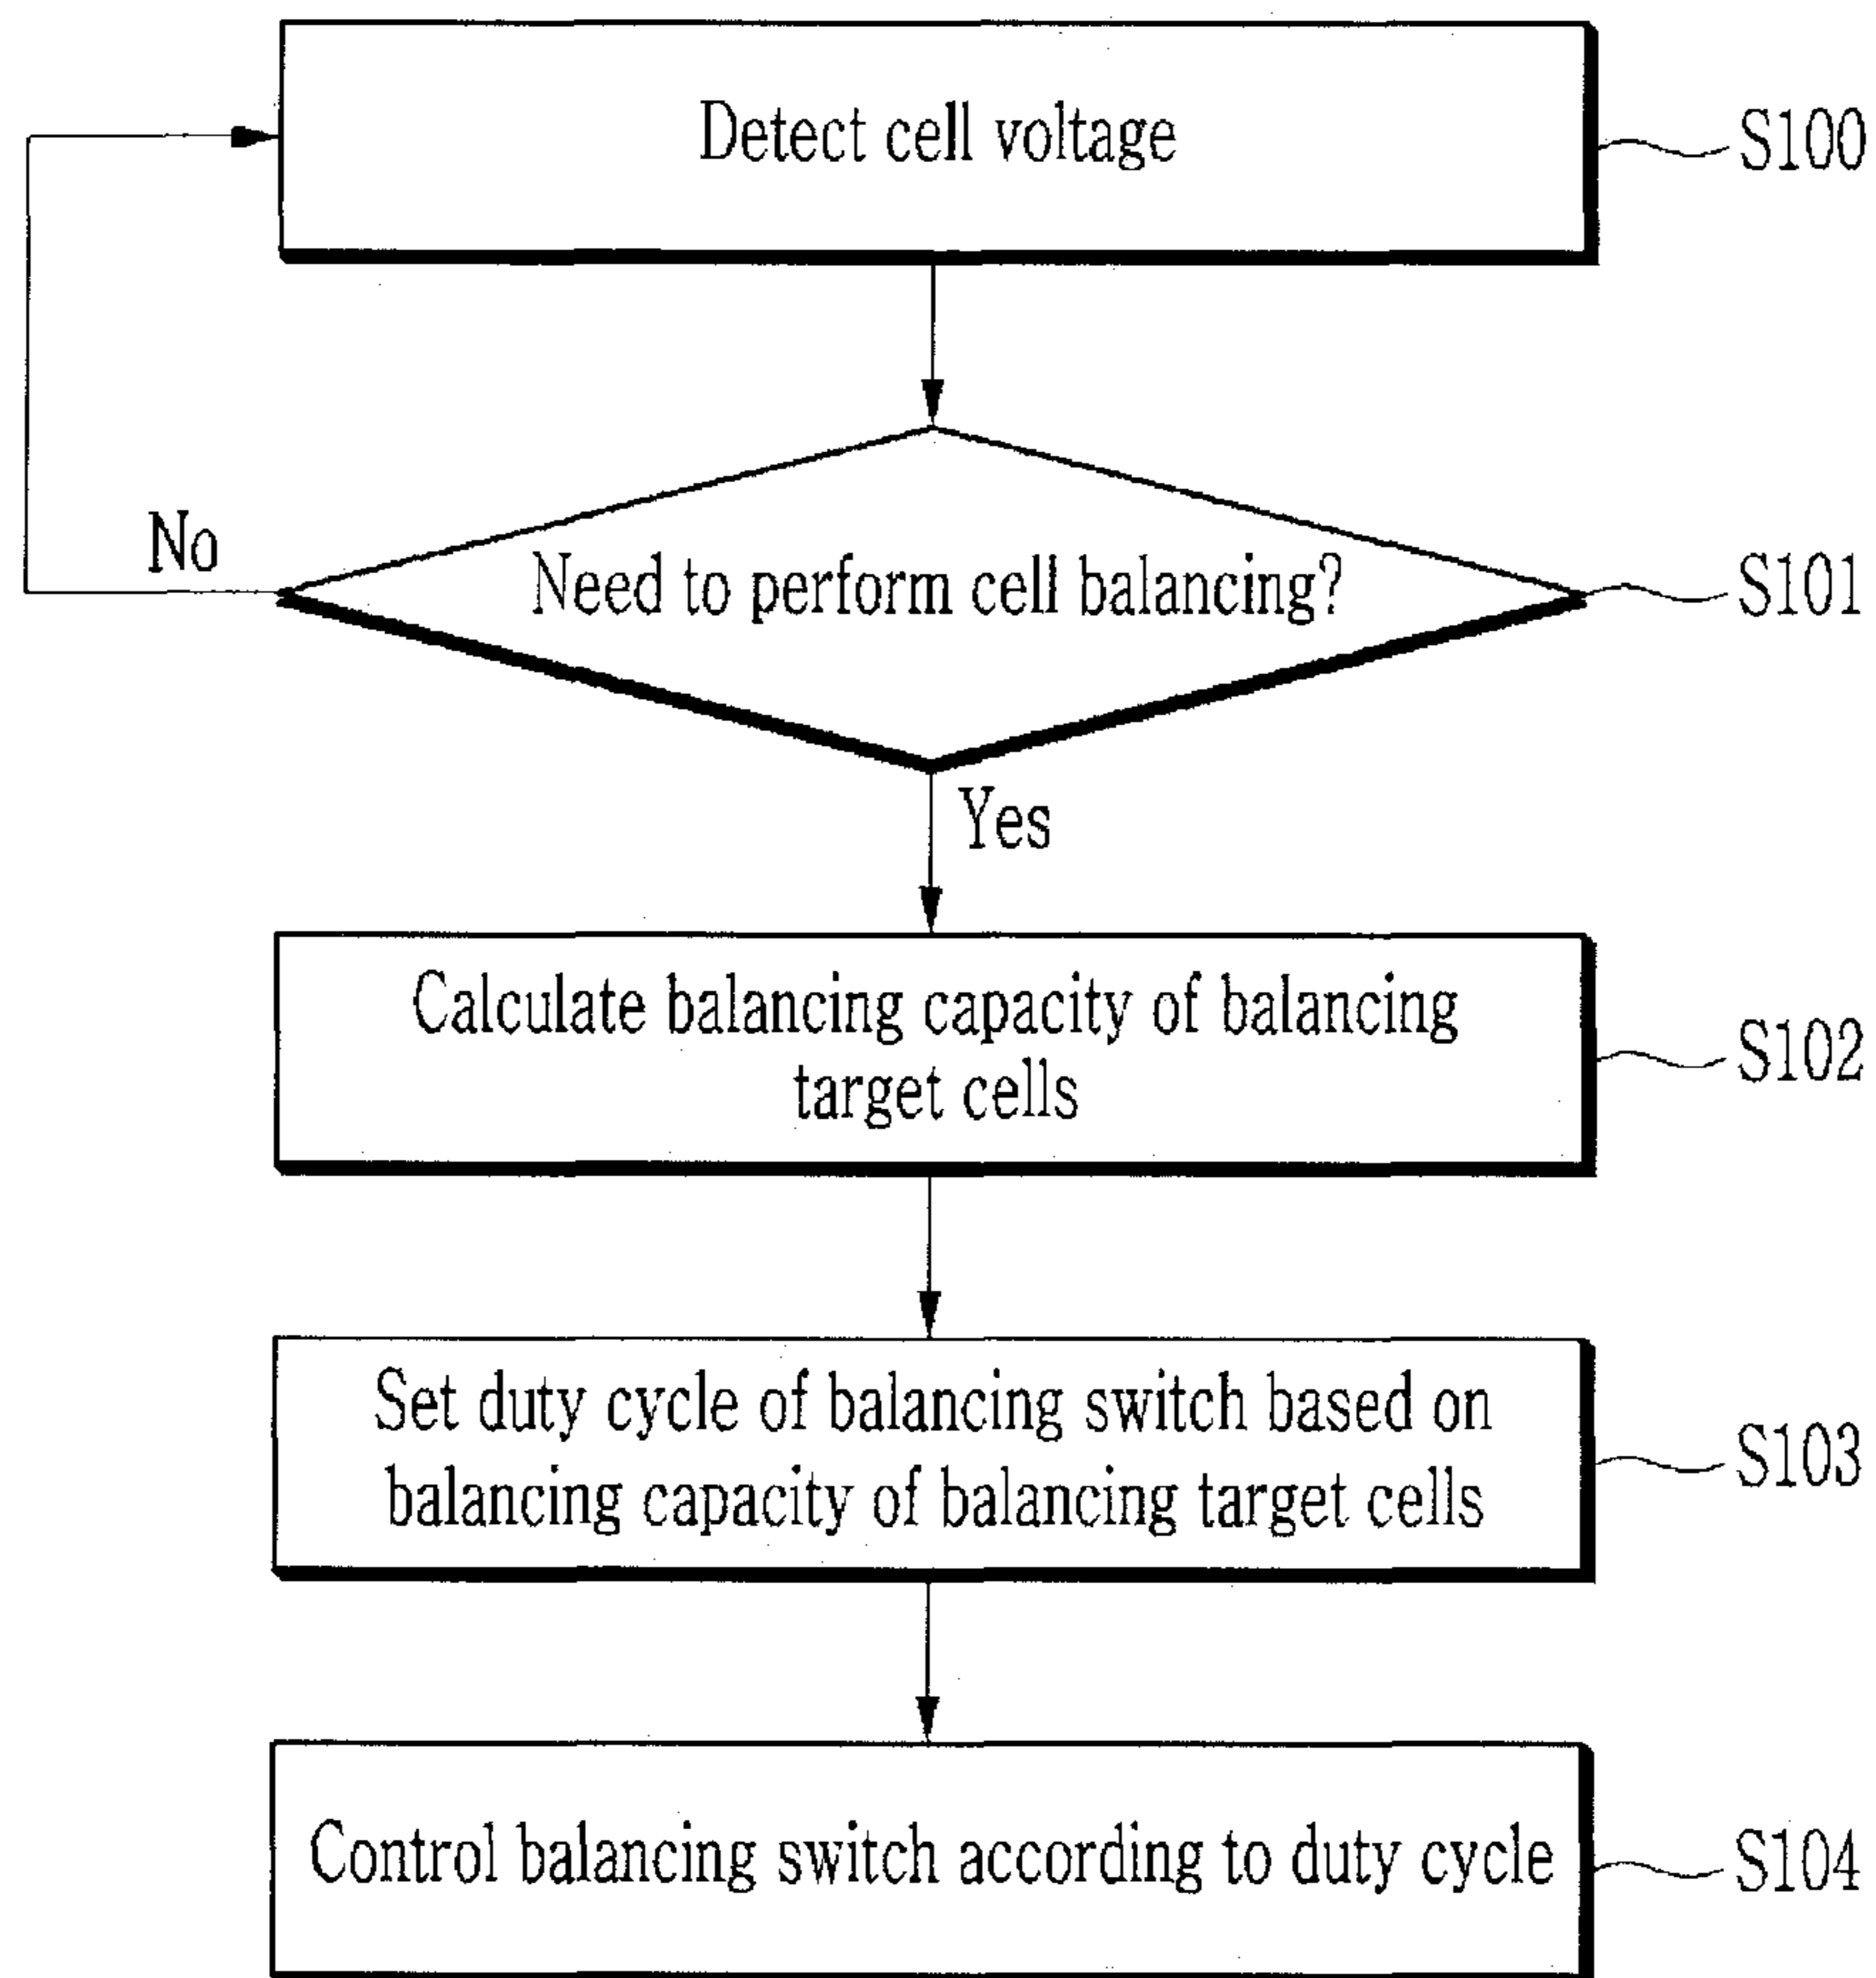 Detect cell voltage
S100
No
Need to perform cell balancing?
S101
Yes
Calculate balancing capacity of balancing
target cells
S102
Set duty cycle of balancing switch based on
balancing capacity of balancing target cells
S103
Control balancing switch according to duty cycle
S104